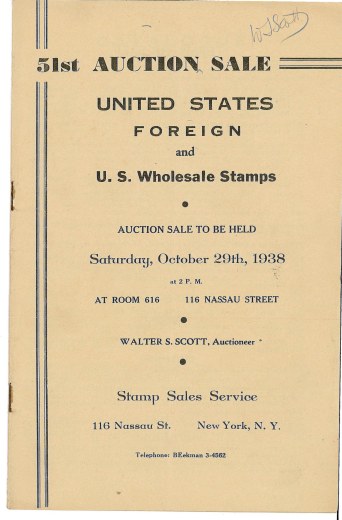 W S Scott
51st AUCTION SALE
UNITED STATES
FOREIGN
and
U. S. Wholesale Stamps
AUCTION SALE TO BE HELD
Saturday, October 29th, 1938
at 2 P. M.
AT ROOM 616 116 NASSAU STREET
WALTER S. SCOTT, Auctioneer
Stamp Sales Service
116 Nassau St. New York, N. Y.
Telephone: BEekman 3-4562